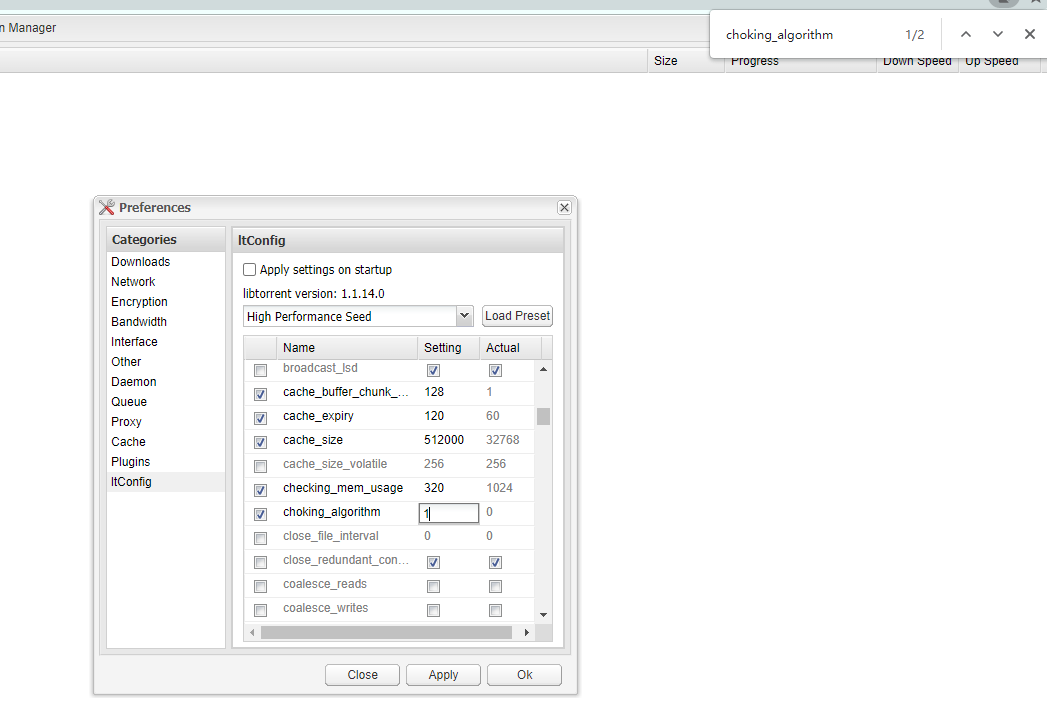 n Manager
choking_algorithm 1/2
Size Progress Down Speed Up Speed
Preferences
Categories
Downloads
Network
Encryption
Bandwidth
Interface
Other
Daemon
Queue
Proxy
Cache
Plugins
ltConfig
ltConfig
Apply settings on startup
libtorrent version: 1.1.14.0
High Performance Seed Load Preset
Name Setting Actual
broadcast_lsd
cache_buffer_chunk_... 128 1
cache_expiry 120 60
cache_size 512000 32768
cache_size_volatile 256 256
checking_mem_usage 320 1024
choking_algorithm 1 0
close_file_interval 0 0
close_redundant_con...
coalesce_reads
coalesce_writes
Close Apply Ok